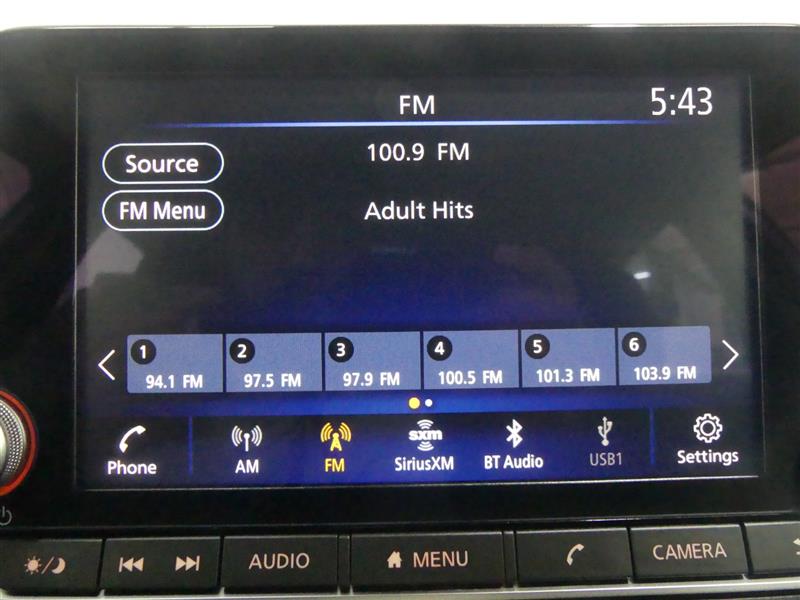 FM
5:43
Source
100.9 FM
FM Menu
Adult Hits
1
2
3
4
5
6
94.1 FM
97.5 FM
97.9 FM
100.5 FM
101.3 FM
103.9 FM
sxm
Phone
AM
FM
SiriusXM
BT Audio
USB1
Settings
AUDIO
MENU
CAMERA